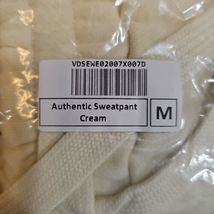 VDSEWE02007X007D
Authentic Sweatpant
Cream
M